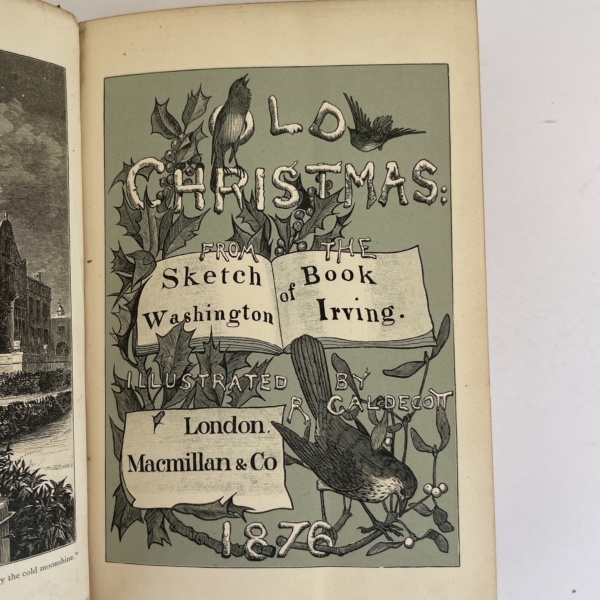 OLD
CHRISTMAS:
FROM THE
Sketch Book
of
Washington Irving.
ILLUSTRATED BY
R CALDECOTT
London.
Macmillan & Co
1876
y the cold moonshine."